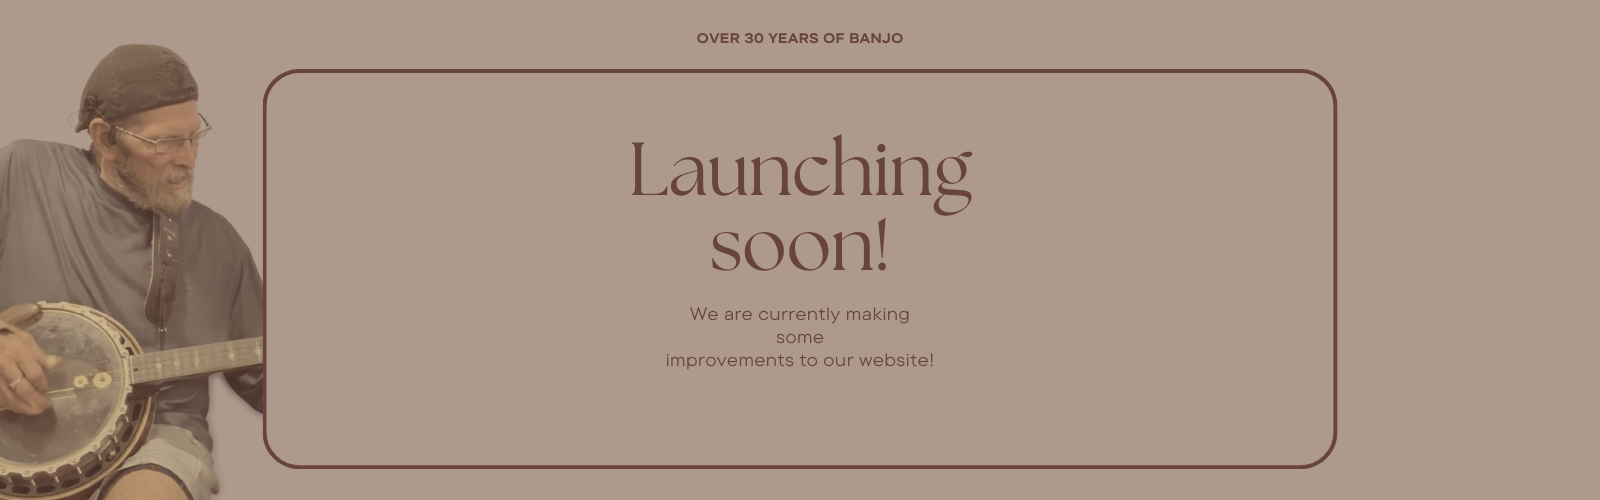 OVER 30 YEARS OF BANJO
Launching
soon!
We are currently making
some
improvements to our website!